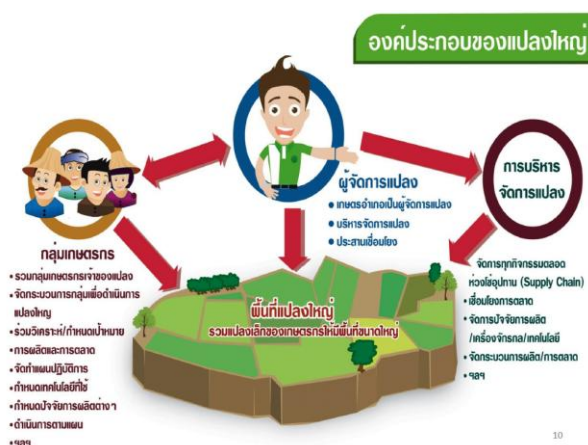 องค์ประกอบของแปลงใหญ่
ผู้จัดการแปลง
• เกษตรอำเภอเป็นผู้จัดการแปลง
• บริหารจัดการแปลง
• ประสานเชื่อมโยง
การบริหาร
จัดการแปลง
กลุ่มเกษตรกร
• รวมกลุ่มเกษตรกรเจ้าของแปลง
• จัดกระบวนการกลุ่มเพื่อดำเนินการ
แปลงใหญ่
• ร่วมวิเคราะห์/กำหนดเป้าหมาย
• การผลิตและการตลาด
• จัดทำแผนปฏิบัติการ
• กำหนดเทคโนโลยีที่ใช้
• กำหนดปัจจัยการผลิตต่างๆ
• ดำเนินการตามแผน
• ฯลฯ
พื้นที่แปลงใหญ่
รวมแปลงเล็กของเกษตรกรให้มีพื้นที่ขนาดใหญ่
จัดการทุกกิจกรรมตลอด
ห่วงโซ่อุปทาน (Supply Chain)
• เชื่อมโยงการตลาด
• จัดการปัจจัยการผลิต
/เครื่องจักรกล/เทคโนโลยี
• จัดกระบวนการผลิต/การตลาด
• ฯลฯ
10